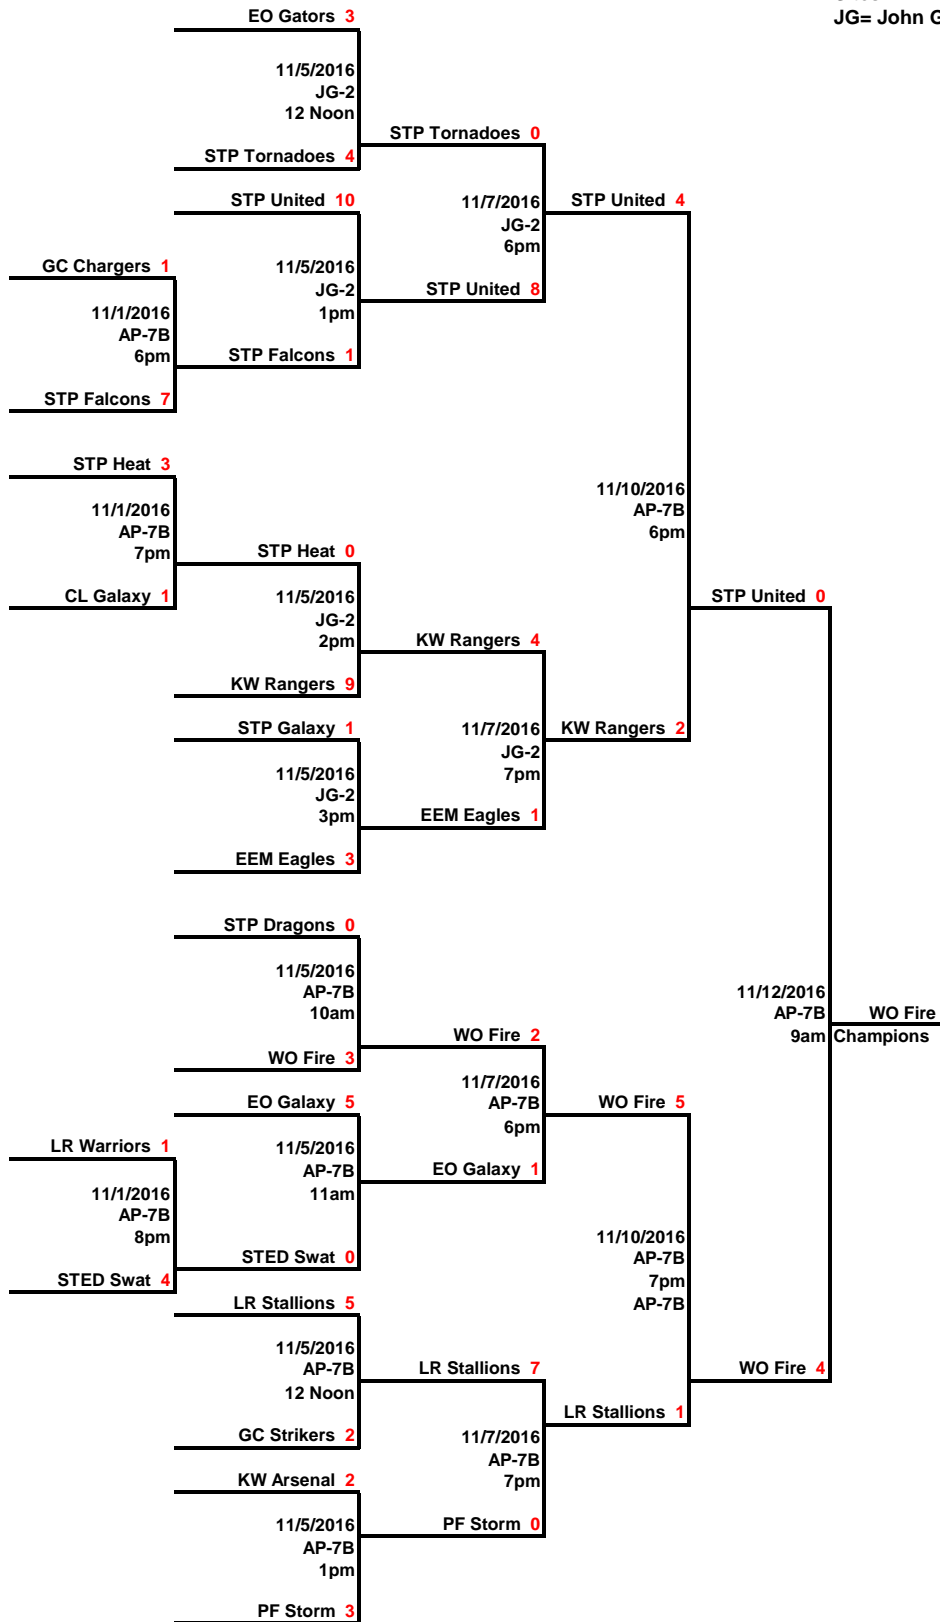 JG= John G
EO Gators 3
11/5/2016
JG-2
12 Noon
STP Tornadoes 4
STP Tornadoes 0
STP United 10
11/7/2016
JG-2
6pm
STP United 4
GC Chargers 1
11/5/2016
JG-2
1pm
STP United 8
11/1/2016
AP-7B
6pm
STP Falcons 1
STP Falcons 7
STP Heat 3
11/1/2016
AP-7B
7pm
11/10/2016
AP-7B
6pm
STP Heat 0
CL Galaxy 1
11/5/2016
JG-2
2pm
STP United 0
KW Rangers 4
KW Rangers 9
STP Galaxy 1
11/7/2016
JG-2
7pm
KW Rangers 2
11/5/2016
JG-2
3pm
EEM Eagles 1
EEM Eagles 3
STP Dragons 0
11/5/2016
AP-7B
10am
11/12/2016
AP-7B
9am
WO Fire
Champions
WO Fire 2
WO Fire 3
11/7/2016
AP-7B
6pm
EO Galaxy 5
WO Fire 5
LR Warriors 1
11/5/2016
AP-7B
11am
EO Galaxy 1
11/1/2016
AP-7B
8pm
11/10/2016
AP-7B
7pm
AP-7B
STED Swat 0
STED Swat 4
LR Stallions 5
11/5/2016
AP-7B
12 Noon
LR Stallions 7
WO Fire 4
LR Stallions 1
GC Strikers 2
11/7/2016
AP-7B
7pm
KW Arsenal 2
11/5/2016
AP-7B
1pm
PF Storm 0
PF Storm 3